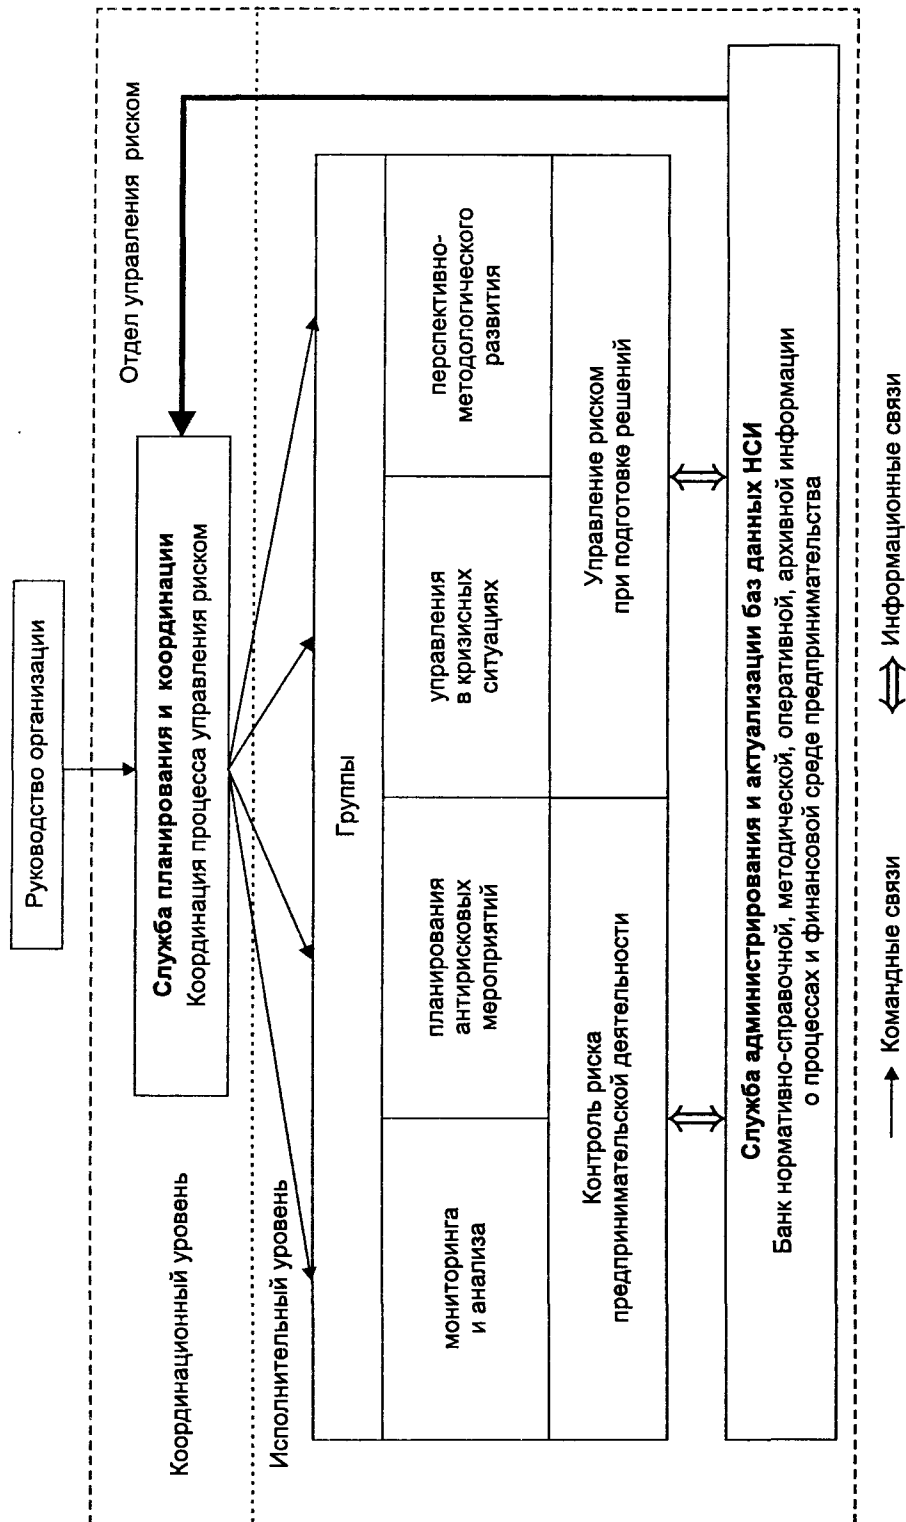 Руководство организации
Отдел управления риском
Координационный уровень
Служба планирования и координации
Координация процесса управления риском
Исполнительный уровень
Группы
мониторинга
и анализа
планирования
антирисковых
мероприятий
управления
в кризисных
ситуациях
перспективно-
методологического
развития
Контроль риска
предпринимательской деятельности
Управление риском
при подготовке решений
Служба администрирования и актуализации баз данных НСИ
Банк нормативно-справочной, методической, оперативной, архивной информации
о процессах и финансовой среде предпринимательства
Командные связи
Информационные связи